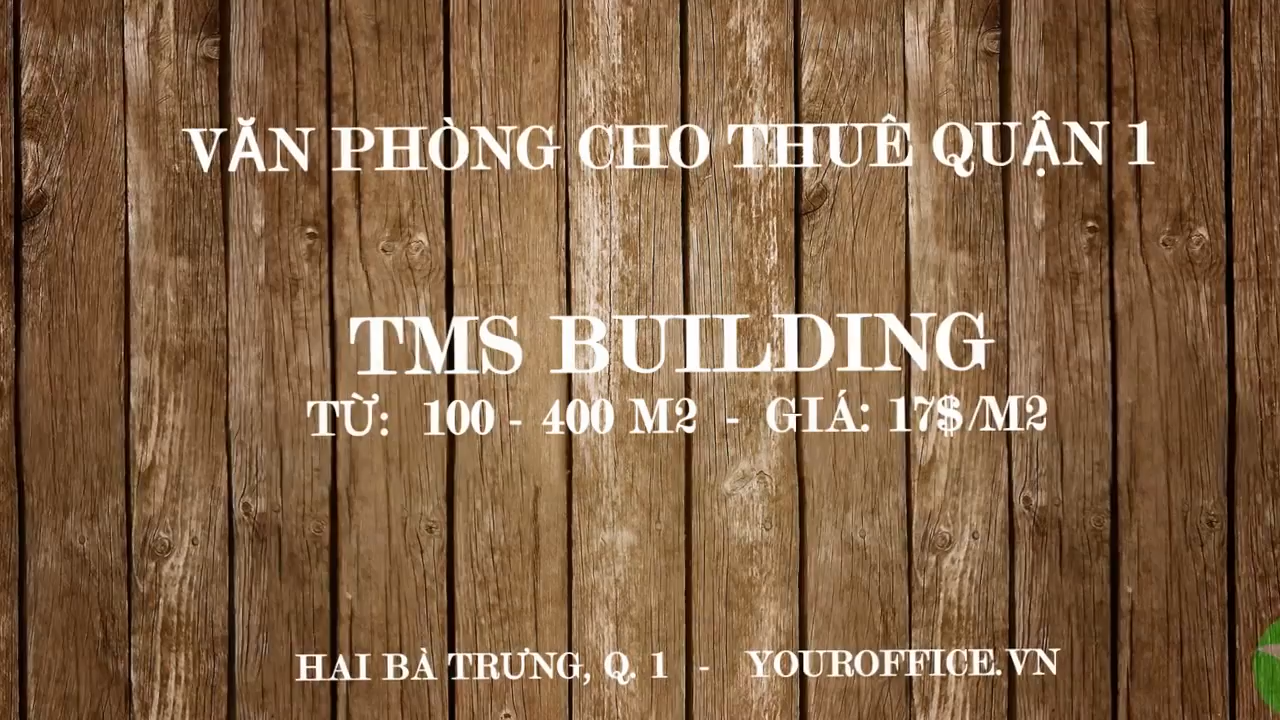 VĂN PHÒNG CHO THUÊ QUẬN 1
TMS BUILDING
TỪ: 100 - 400 M2 - GIÁ: 17$/M2
HAI BÀ TRƯNG, Q. 1 - YOUROFFICE.VN